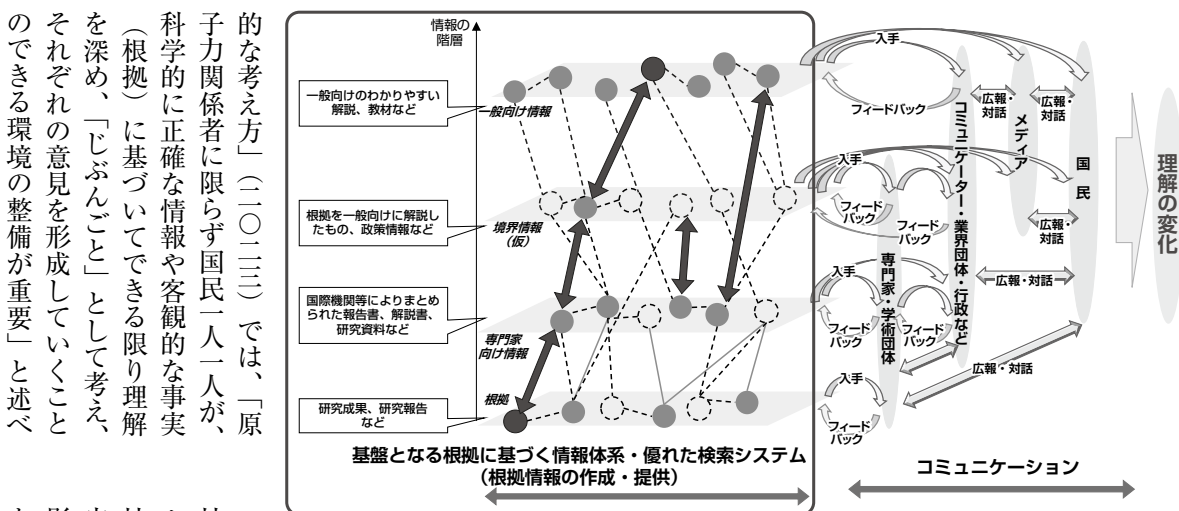 的な考え方」(二〇二三)では、「原
子力関係者に限らず国民一人一人が、
科学的に正確な情報や客観的な事実
(根拠)に基づいてできる限り理解
を深め、「じぶんごと」として考え、
それぞれの意見を形成していくこと
のできる環境の整備が重要」と述べ
情報の
階層
一般向けのわかりやすい
解説、教材など
一般向け情報
根拠を一般向けに解説し
たもの、政策情報など
境界情報
(仮)
国際機関等によりまとめ
られた報告書、解説書、
研究資料など
専門家
向け情報
研究成果、研究報告
など
根拠
基盤となる根拠に基づく情報体系・優れた検索システム
(根拠情報の作成・提供)
入手
フィードバック
入手
フィード
バック
フィード
バック
入手
フィード
バック
フィード
バック
入手
フィード
バック
専門家・学術団体
コミュニケーター・業界団体・行政など
広報・
対話
メディア
広報・
対話
国民
広報・
対話
広報・対話
広報・対話
理解の変化
コミュニケーション